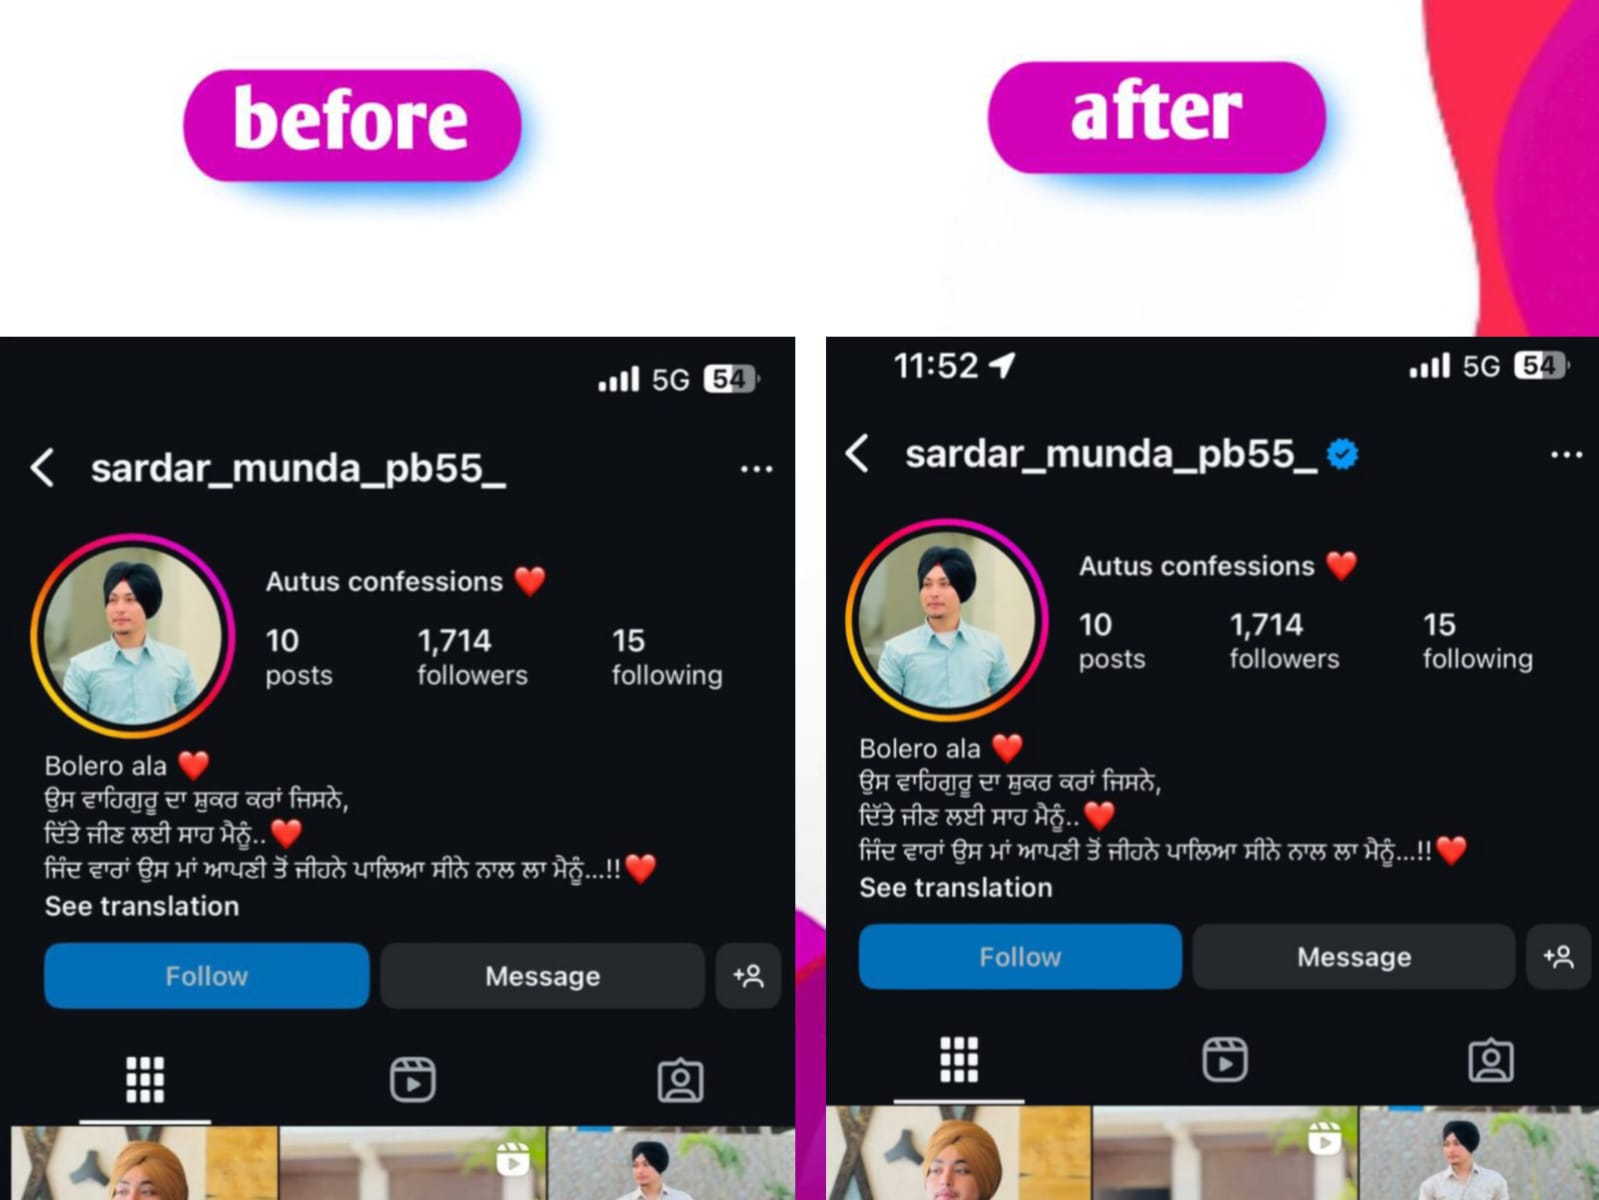 before
5G 54
sardar_munda_pb55_
Autus confessions ❤️
10 1,714 15
posts followers following
Bolero ala ❤️
ਉਸ ਵਾਹਿਗੁਰੂ ਦਾ ਸ਼ੁਕਰ ਕਰਾਂ ਜਿਸਨੇ,
ਦਿੱਤੇ ਜੀਣ ਲਈ ਸਾਹ ਮੈਨੂੰ..❤️
ਜਿੰਦ ਵਾਰਾਂ ਉਸ ਮਾਂ ਆਪਣੀ ਤੋਂ ਜੀਹਨੇ ਪਾਲਿਆ ਸੀਨੇ ਨਾਲ ਲਾ ਮੈਨੂੰ...!!❤️
See translation
Follow Message
after
11:52 5G 54
sardar_munda_pb55_
Autus confessions ❤️
10 1,714 15
posts followers following
Bolero ala ❤️
ਉਸ ਵਾਹਿਗੁਰੂ ਦਾ ਸ਼ੁਕਰ ਕਰਾਂ ਜਿਸਨੇ,
ਦਿੱਤੇ ਜੀਣ ਲਈ ਸਾਹ ਮੈਨੂੰ..❤️
ਜਿੰਦ ਵਾਰਾਂ ਉਸ ਮਾਂ ਆਪਣੀ ਤੋਂ ਜੀਹਨੇ ਪਾਲਿਆ ਸੀਨੇ ਨਾਲ ਲਾ ਮੈਨੂੰ...!!❤️
See translation
Follow Message